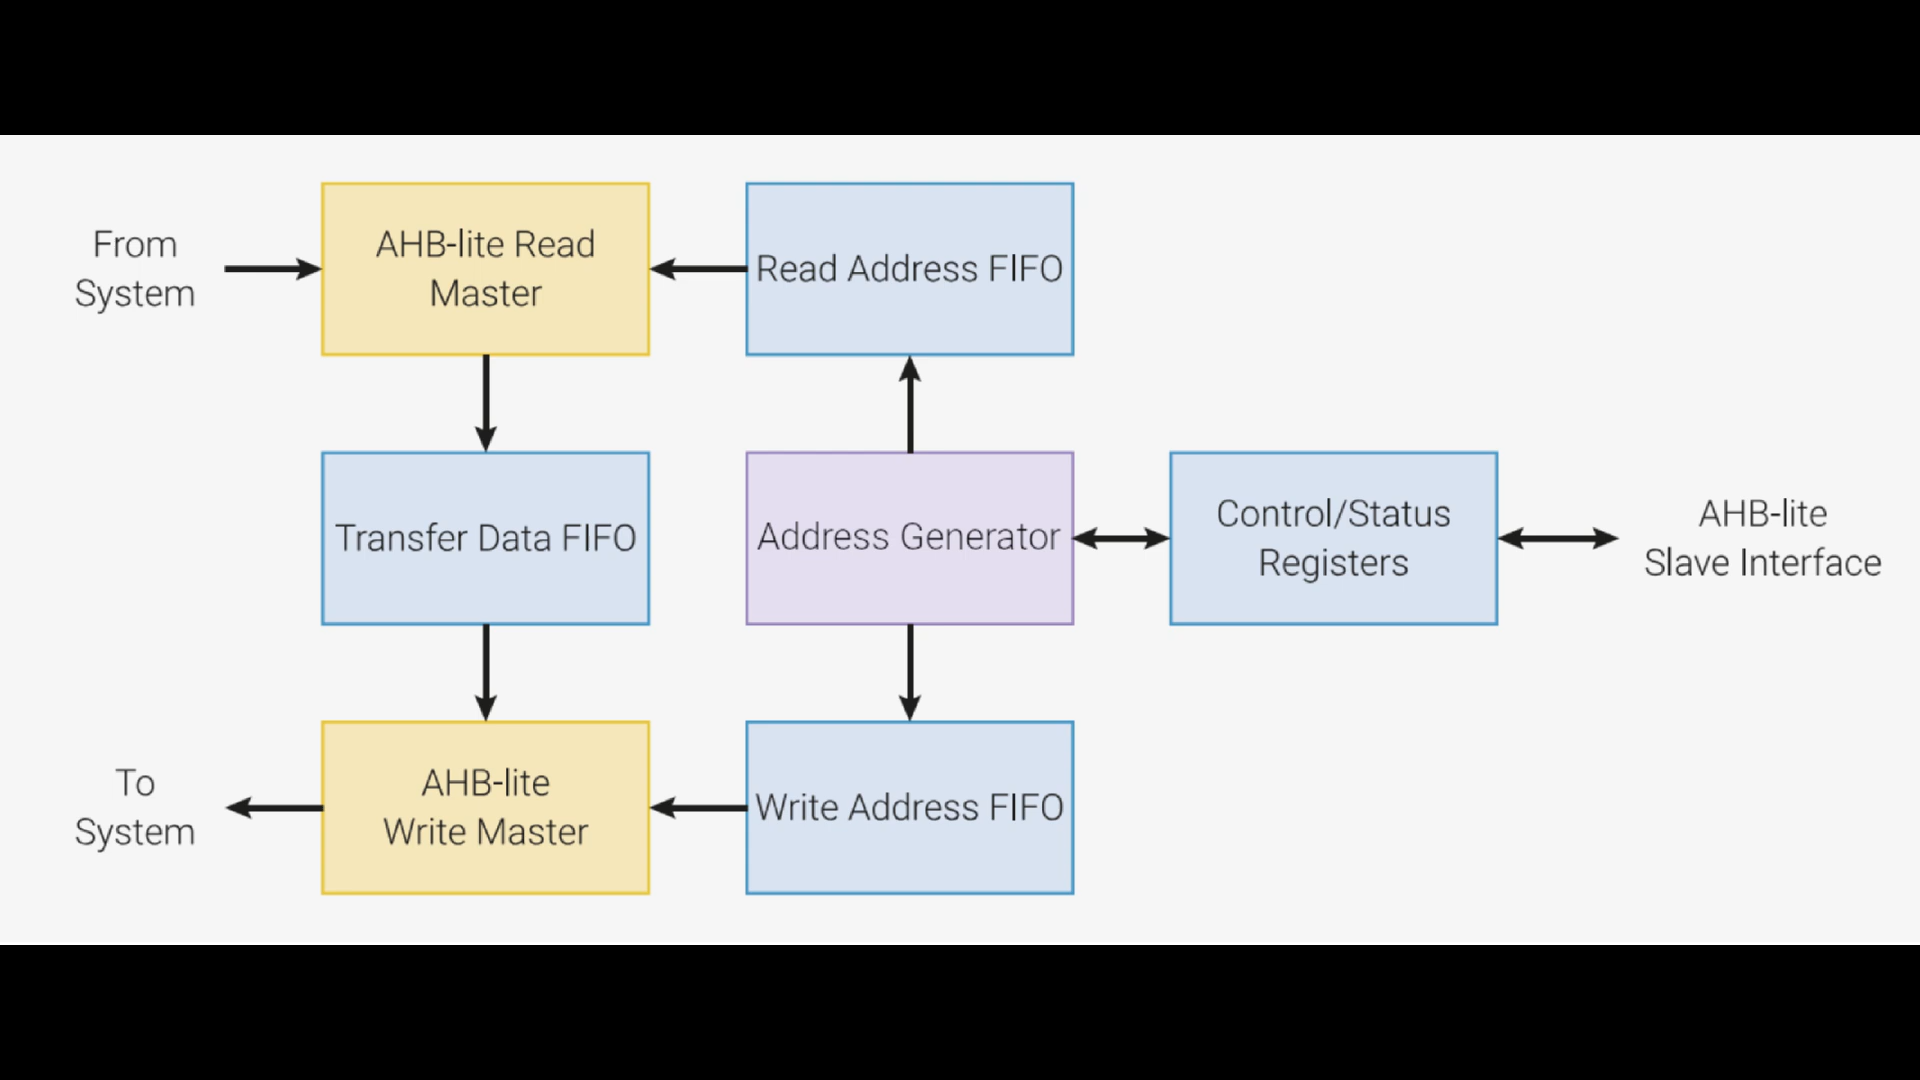 From
System
AHB-lite Read
Master
Read Address FIFO
Transfer Data FIFO
Address Generator
Control/Status
Registers
AHB-lite
Slave Interface
To
System
AHB-lite
Write Master
Write Address FIFO